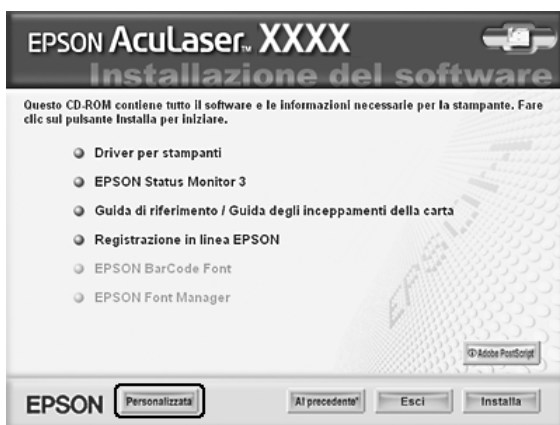 EPSON AcuLaser™ XXXX
Installazione del software
Questo CD-ROM contiene tutto il software e le informazioni necessarie per la stampante. Fare
clic sul pulsante Installa per iniziare.
Driver per stampanti
EPSON Status Monitor 3
Guida di riferimento / Guida degli inceppamenti della carta
Registrazione in linea EPSON
EPSON BarCode Font
EPSON Font Manager
EPSON
Adobe PostScript
EPSON
Personalizzata
Al precedente"
Esci
Installa